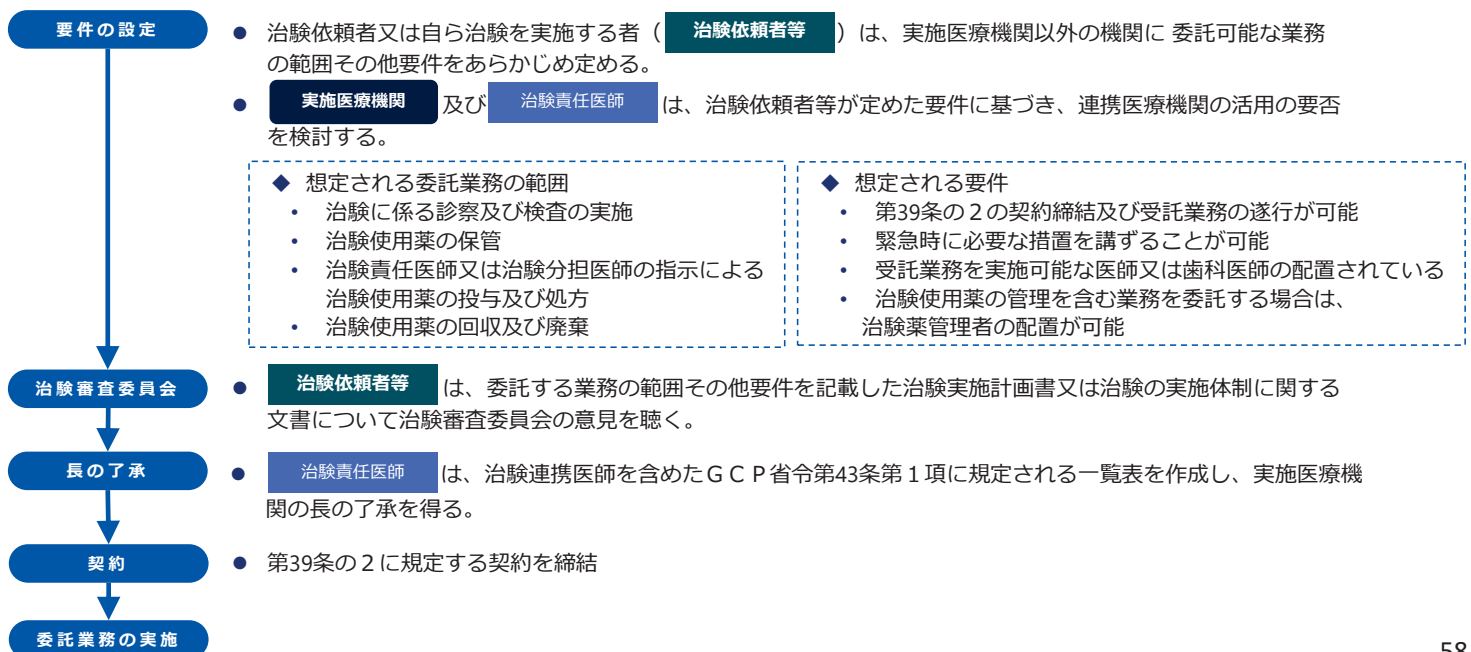 要件の設定
● 治験依頼者又は自ら治験を実施する者（ 治験依頼者等 ）は、実施医療機関以外の機関に 委託可能な業務
の範囲その他要件をあらかじめ定める。
● 実施医療機関 及び 治験責任医師 は、治験依頼者等が定めた要件に基づき、連携医療機関の活用の要否
を検討する。
◆ 想定される委託業務の範囲
• 治験に係る診察及び検査の実施
• 治験使用薬の保管
• 治験責任医師又は治験分担医師の指示による
治験使用薬の投与及び処方
• 治験使用薬の回収及び廃棄
◆ 想定される要件
• 第39条の２の契約締結及び受託業務の遂行が可能
• 緊急時に必要な措置を講ずることが可能
• 受託業務を実施可能な医師又は歯科医師の配置されている
• 治験使用薬の管理を含む業務を委託する場合は、
治験薬管理者の配置が可能
治験審査委員会
● 治験依頼者等 は、委託する業務の範囲その他要件を記載した治験実施計画書又は治験の実施体制に関する
文書について治験審査委員会の意見を聴く。
長の了承
● 治験責任医師 は、治験連携医師を含めたＧＣＰ省令第43条第１項に規定される一覧表を作成し、実施医療機
関の長の了承を得る。
契約
● 第39条の２に規定する契約を締結
委託業務の実施
58